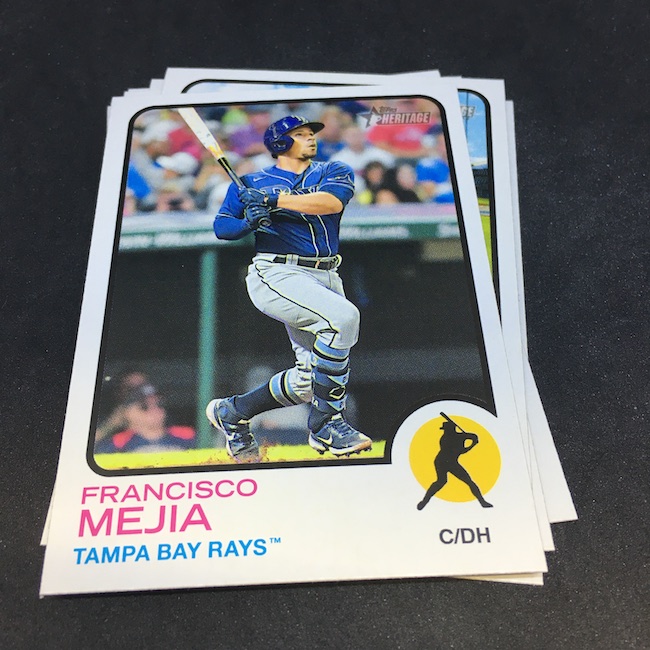 Topps
HERITAGE
FRANCISCO
MEJIA
TAMPA BAY RAYS™
C/DH